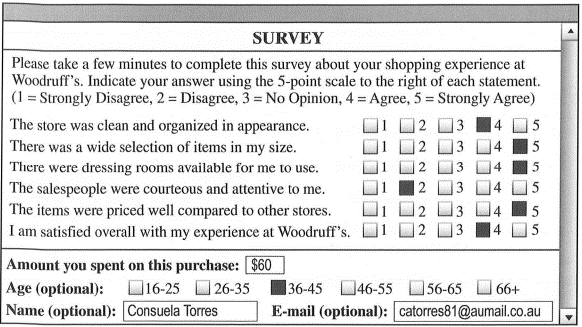 SURVEY
Please take a few minutes to complete this survey about your shopping experience at
Woodruff's. Indicate your answer using the 5-point scale to the right of each statement.
(1 = Strongly Disagree, 2 = Disagree, 3 = No Opinion, 4 = Agree, 5 = Strongly Agree)
The store was clean and organized in appearance. 1 2 3 4 5
There was a wide selection of items in my size. 1 2 3 4 5
There were dressing rooms available for me to use. 1 2 3 4 5
The salespeople were courteous and attentive to me. 1 2 3 4 5
The items were priced well compared to other stores. 1 2 3 4 5
I am satisfied overall with my experience at Woodruff's. 1 2 3 4 5
Amount you spent on this purchase: $60
Age (optional): 16-25 26-35 36-45 46-55 56-65 66+
Name (optional): Consuela Torres E-mail (optional): catorres81@aumail.co.au